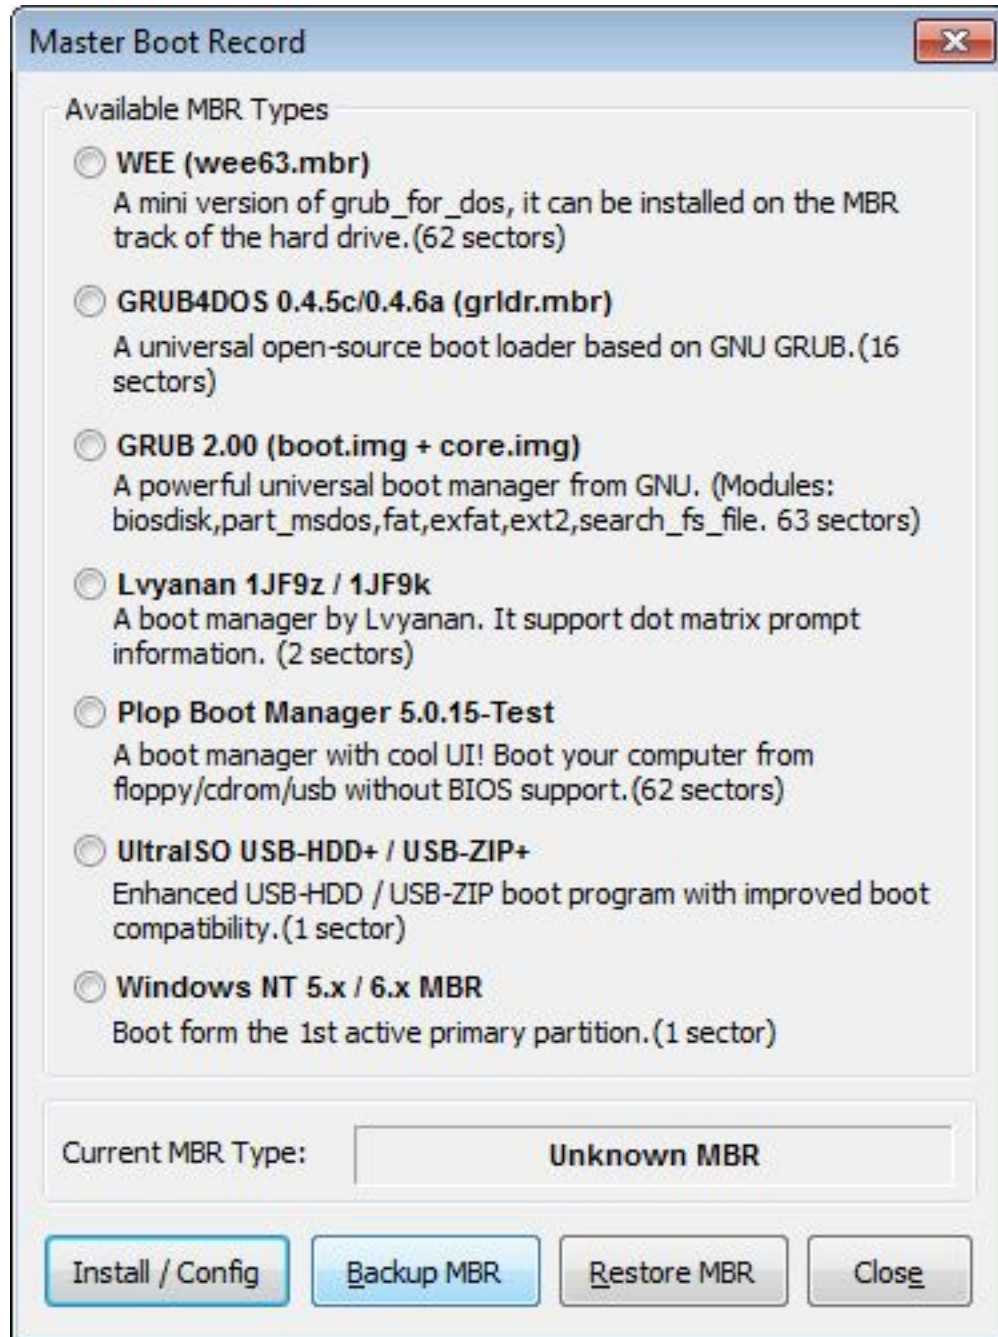 Master Boot Record
Available MBR Types
WEE (wee63.mbr)
A mini version of grub_for_dos, it can be installed on the MBR
track of the hard drive.(62 sectors)
GRUB4DOS 0.4.5c/0.4.6a (grldr.mbr)
A universal open-source boot loader based on GNU GRUB.(16
sectors)
GRUB 2.00 (boot.img + core.img)
A powerful universal boot manager from GNU. (Modules:
biosdisk,part_msdos,fat,exfat,ext2,search_fs_file. 63 sectors)
Lvyanan 1JF9z / 1JF9k
A boot manager by Lvyanan. It support dot matrix prompt
information. (2 sectors)
Plop Boot Manager 5.0.15-Test
A boot manager with cool UI! Boot your computer from
floppy/cdrom/usb without BIOS support.(62 sectors)
UltraISO USB-HDD+ / USB-ZIP+
Enhanced USB-HDD / USB-ZIP boot program with improved boot
compatibility.(1 sector)
Windows NT 5.x / 6.x MBR
Boot form the 1st active primary partition.(1 sector)
Current MBR Type: Unknown MBR
Install / Config Backup MBR Restore MBR Close